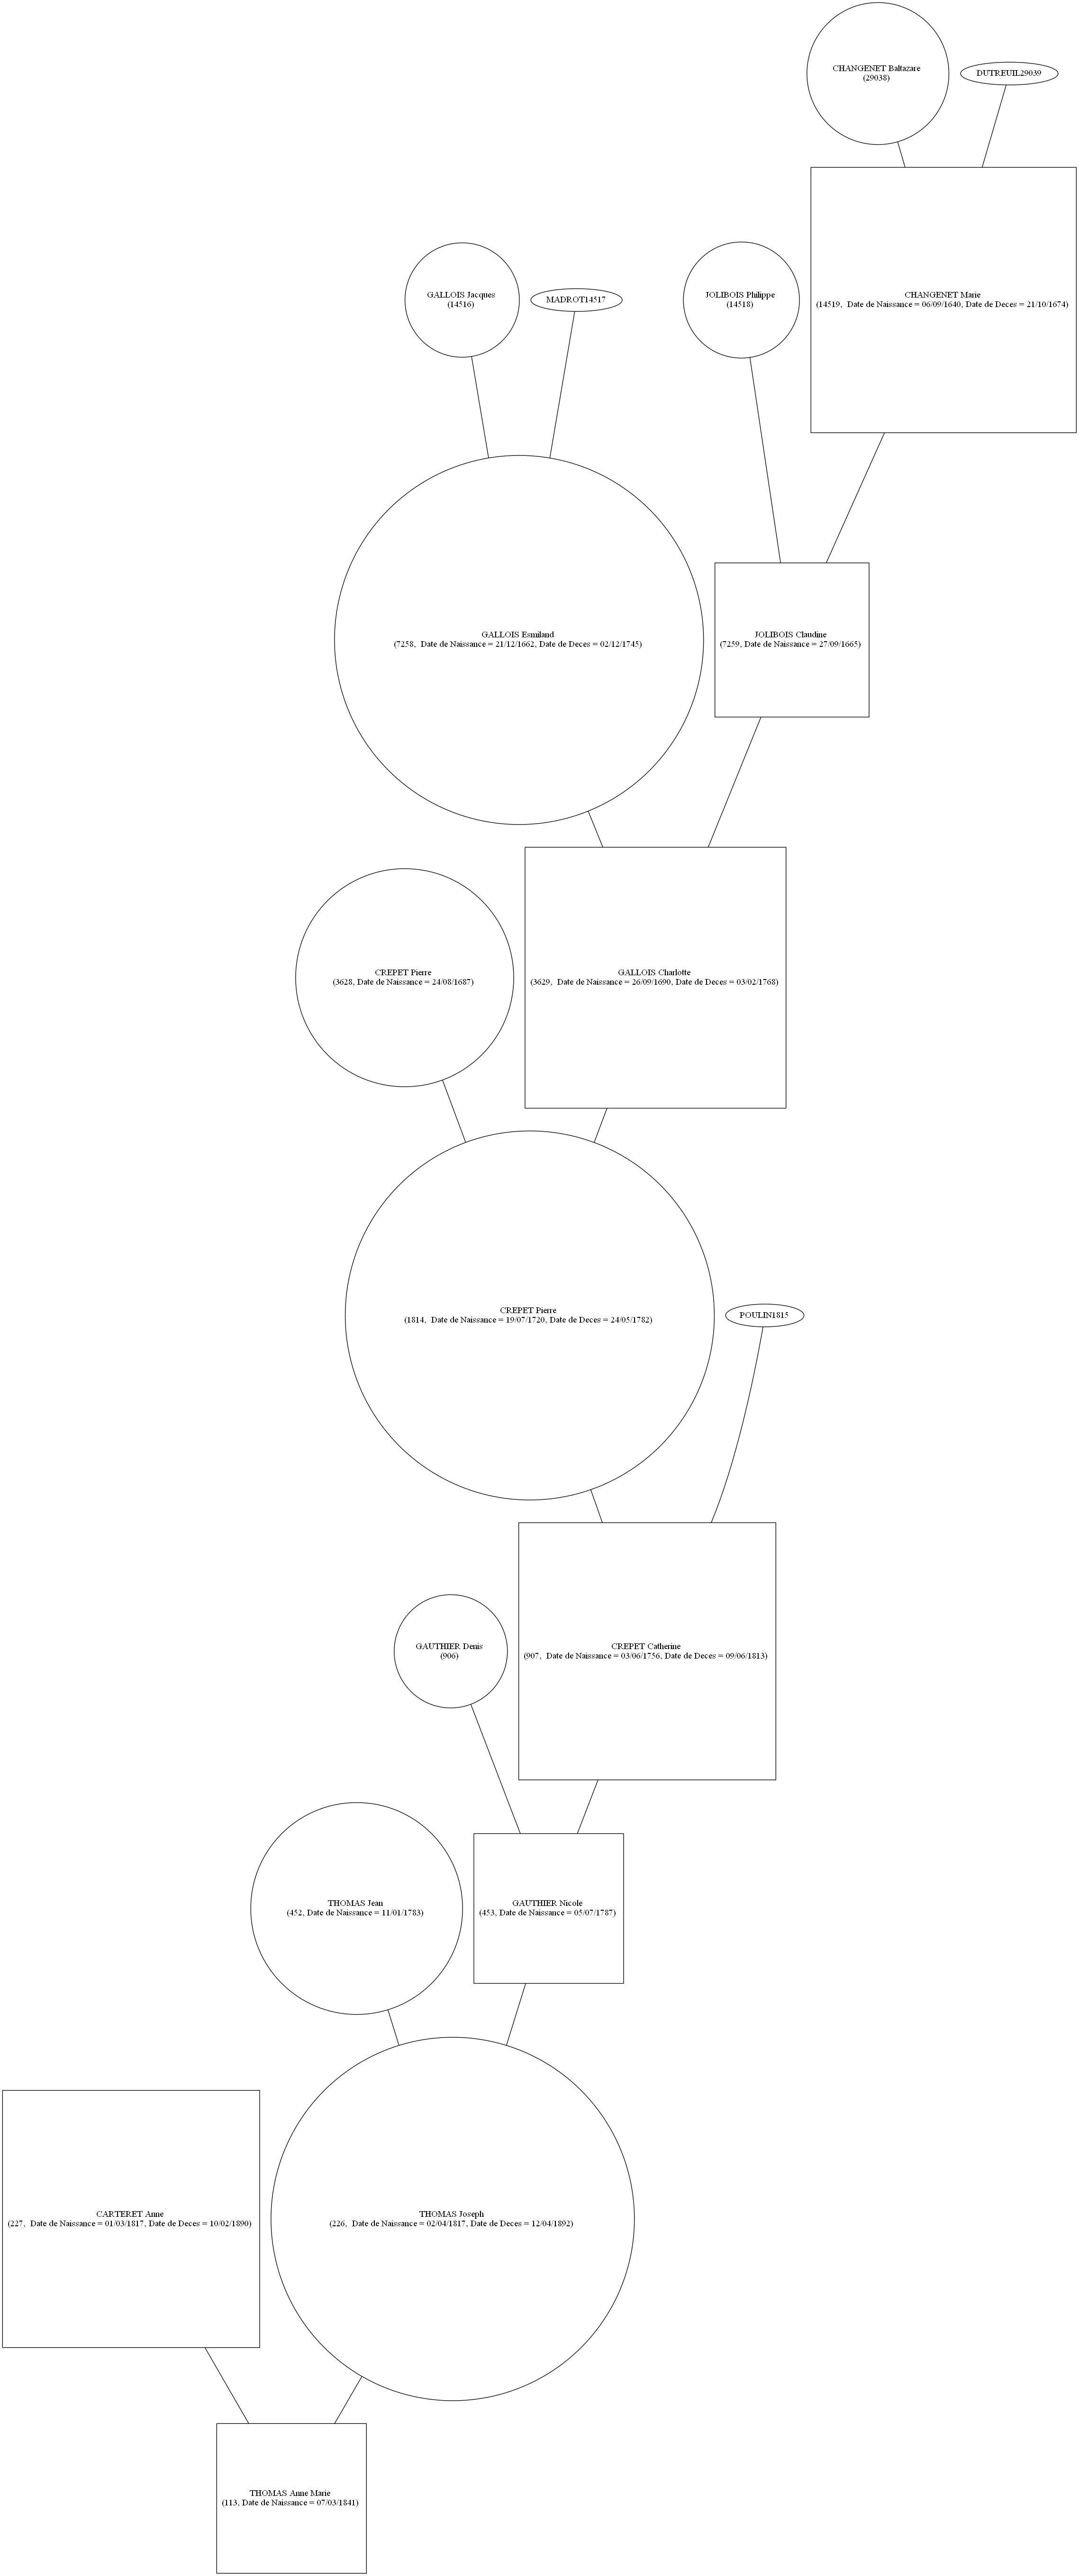 CHANGENET Baltazare
(29038)
DUTREUIL29039
CHANGENET Marie
(14519,  Date de Naissance = 06/09/1640, Date de Deces = 21/10/1674)
GALLOIS Jacques
(14516)
MADROT14517
JOLIBOIS Philippe
(14518)
GALLOIS Esmiland
(7258,  Date de Naissance = 21/12/1662, Date de Deces = 02/12/1745)
JOLIBOIS Claudine
(7259, Date de Naissance = 27/09/1665)
CREPET Pierre
(3628, Date de Naissance = 24/08/1687)
GALLOIS Charlotte
(3629,  Date de Naissance = 26/09/1690, Date de Deces = 03/02/1768)
CREPET Pierre
(1814,  Date de Naissance = 19/07/1720, Date de Deces = 24/05/1782)
POULIN1815
GAUTHIER Denis
(906)
CREPET Catherine
(907,  Date de Naissance = 03/06/1756, Date de Deces = 09/06/1813)
THOMAS Jean
(452, Date de Naissance = 11/01/1783)
GAUTHIER Nicole
(453, Date de Naissance = 05/07/1787)
CARTERET Anne
(227,  Date de Naissance = 01/03/1817, Date de Deces = 10/02/1890)
THOMAS Joseph
(226,  Date de Naissance = 02/04/1817, Date de Deces = 12/04/1892)
THOMAS Anne Marie
(113, Date de Naissance = 07/03/1841)